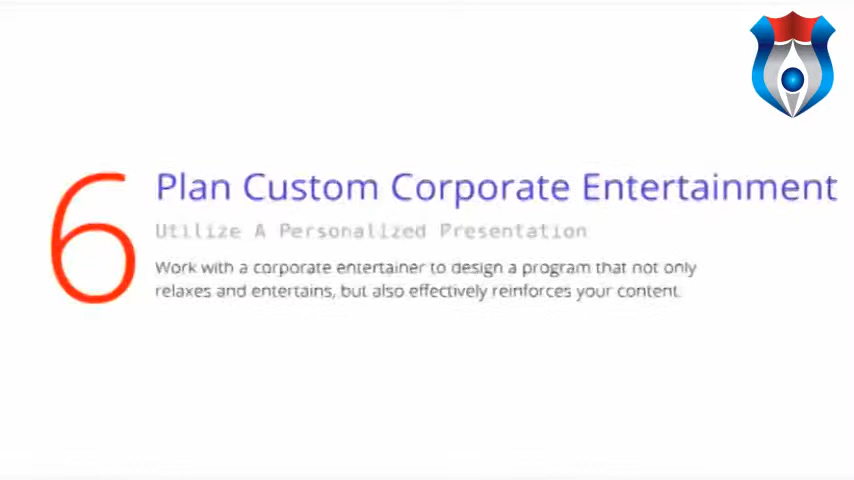 6
Plan Custom Corporate Entertainment
Utilize A Personalized Presentation
Work with a corporate entertainer to design a program that not only
relaxes and entertains, but also effectively reinforces your content.